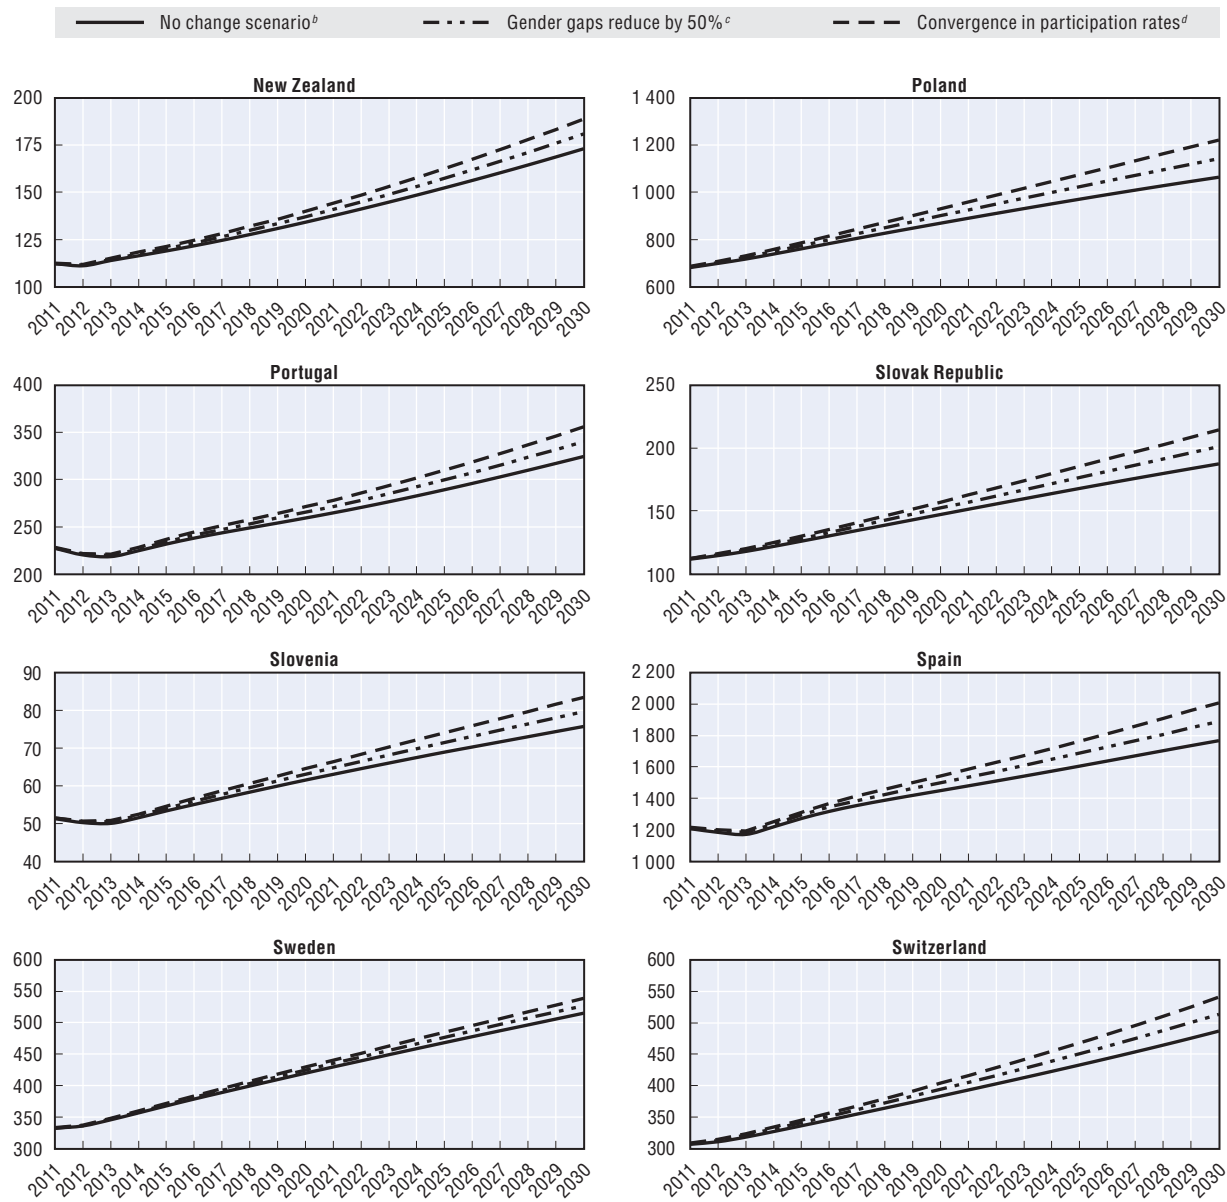 No change scenariob Gender gaps reduce by 50%c Convergence in participation ratesd
New Zealand
200
175
150
125
100
2011 2012 2013 2014 2015 2016 2017 2018 2019 2020 2021 2022 2023 2024 2025 2026 2027 2028 2029 2030
Poland
1 400
1 200
1 000
800
600
2011 2012 2013 2014 2015 2016 2017 2018 2019 2020 2021 2022 2023 2024 2025 2026 2027 2028 2029 2030
Portugal
400
350
300
250
200
2011 2012 2013 2014 2015 2016 2017 2018 2019 2020 2021 2022 2023 2024 2025 2026 2027 2028 2029 2030
Slovak Republic
250
200
150
100
2011 2012 2013 2014 2015 2016 2017 2018 2019 2020 2021 2022 2023 2024 2025 2026 2027 2028 2029 2030
Slovenia
90
80
70
60
50
40
2011 2012 2013 2014 2015 2016 2017 2018 2019 2020 2021 2022 2023 2024 2025 2026 2027 2028 2029 2030
Spain
2 200
2 000
1 800
1 600
1 400
1 200
1 000
2011 2012 2013 2014 2015 2016 2017 2018 2019 2020 2021 2022 2023 2024 2025 2026 2027 2028 2029 2030
Sweden
600
550
500
450
400
350
300
2011 2012 2013 2014 2015 2016 2017 2018 2019 2020 2021 2022 2023 2024 2025 2026 2027 2028 2029 2030
Switzerland
600
550
500
450
400
350
300
2011 2012 2013 2014 2015 2016 2017 2018 2019 2020 2021 2022 2023 2024 2025 2026 2027 2028 2029 2030